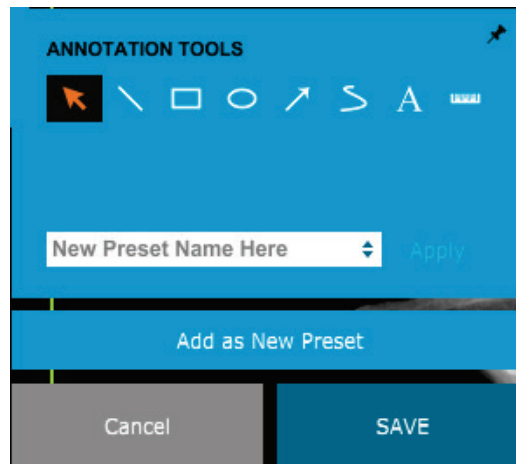 ANNOTATION TOOLS
A
New Preset Name Here
Apply
Add as New Preset
Cancel
SAVE